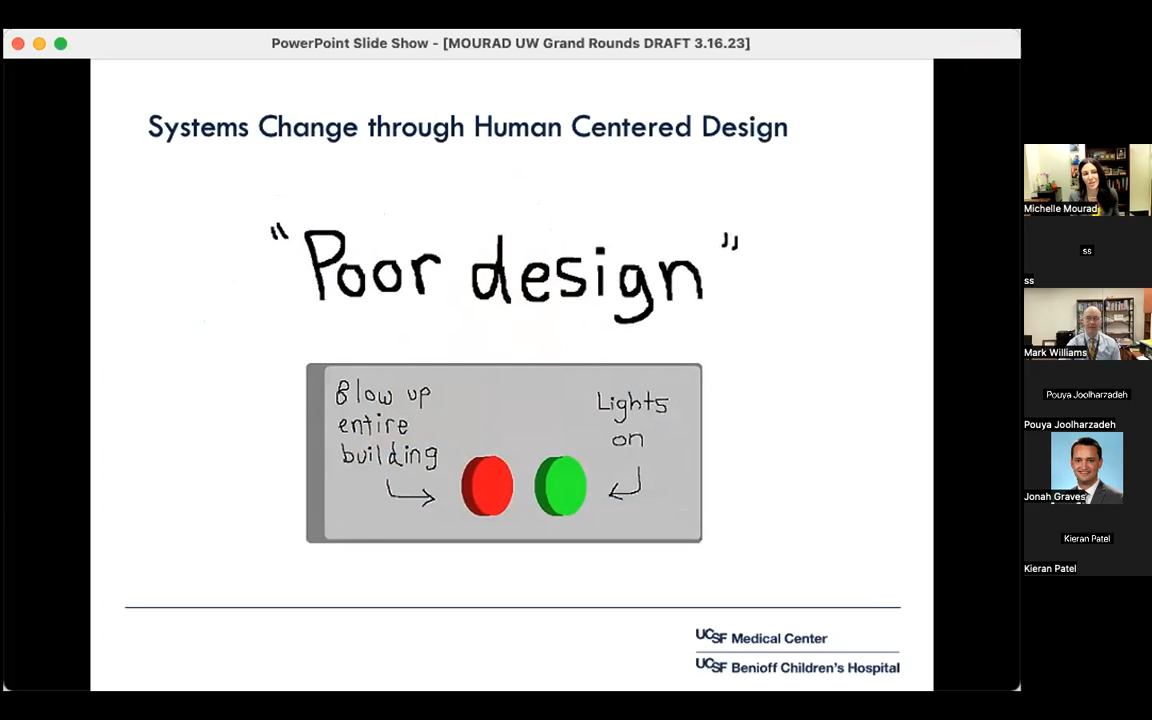 PowerPoint Slide Show - [MOURAD UW Grand Rounds DRAFT 3.16.23]
Systems Change through Human Centered Design
"Poor design"
Blow up
entire
building
Lights
on
UCSF Medical Center
UCSF Benioff Children's Hospital
Michelle Mourad
ss
ss
Mark Williams
Pouya Joolharzadeh
Pouya Joolharzadeh
Jonah Graves
Kieran Patel
Kieran Patel